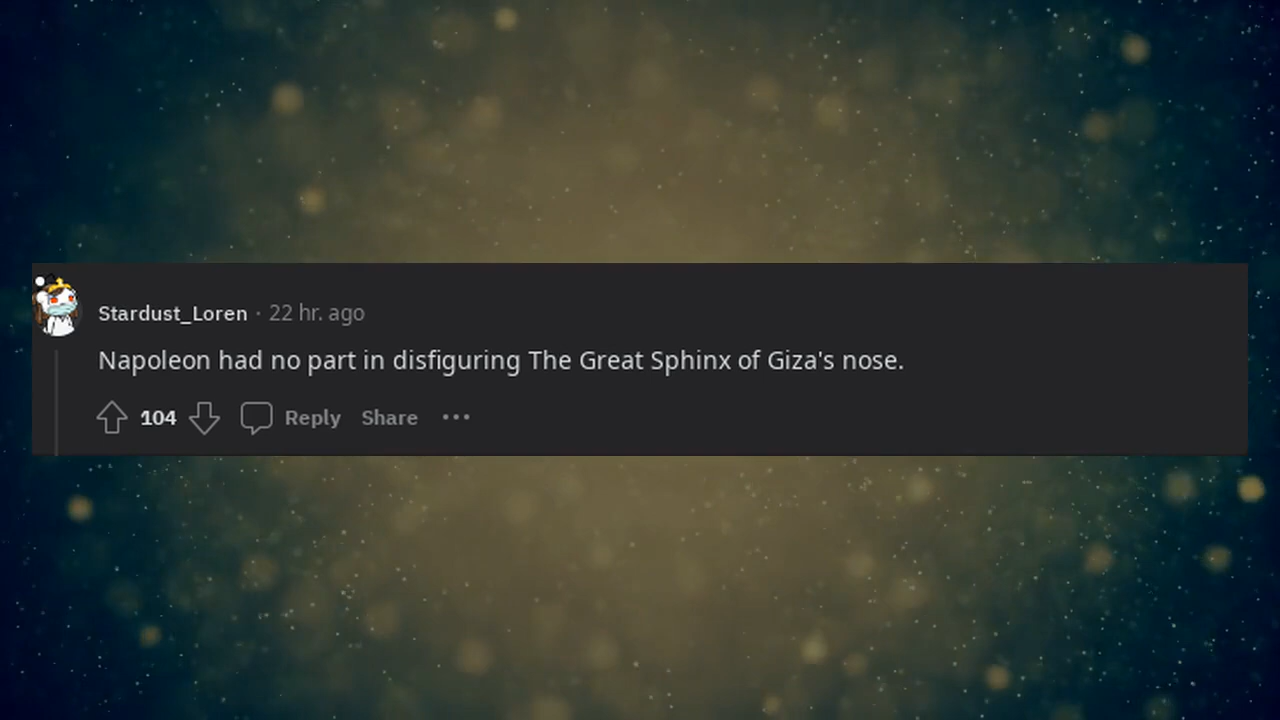 Stardust_Loren · 22 hr. ago
Napoleon had no part in disfiguring The Great Sphinx of Giza's nose.
104 Reply Share ···